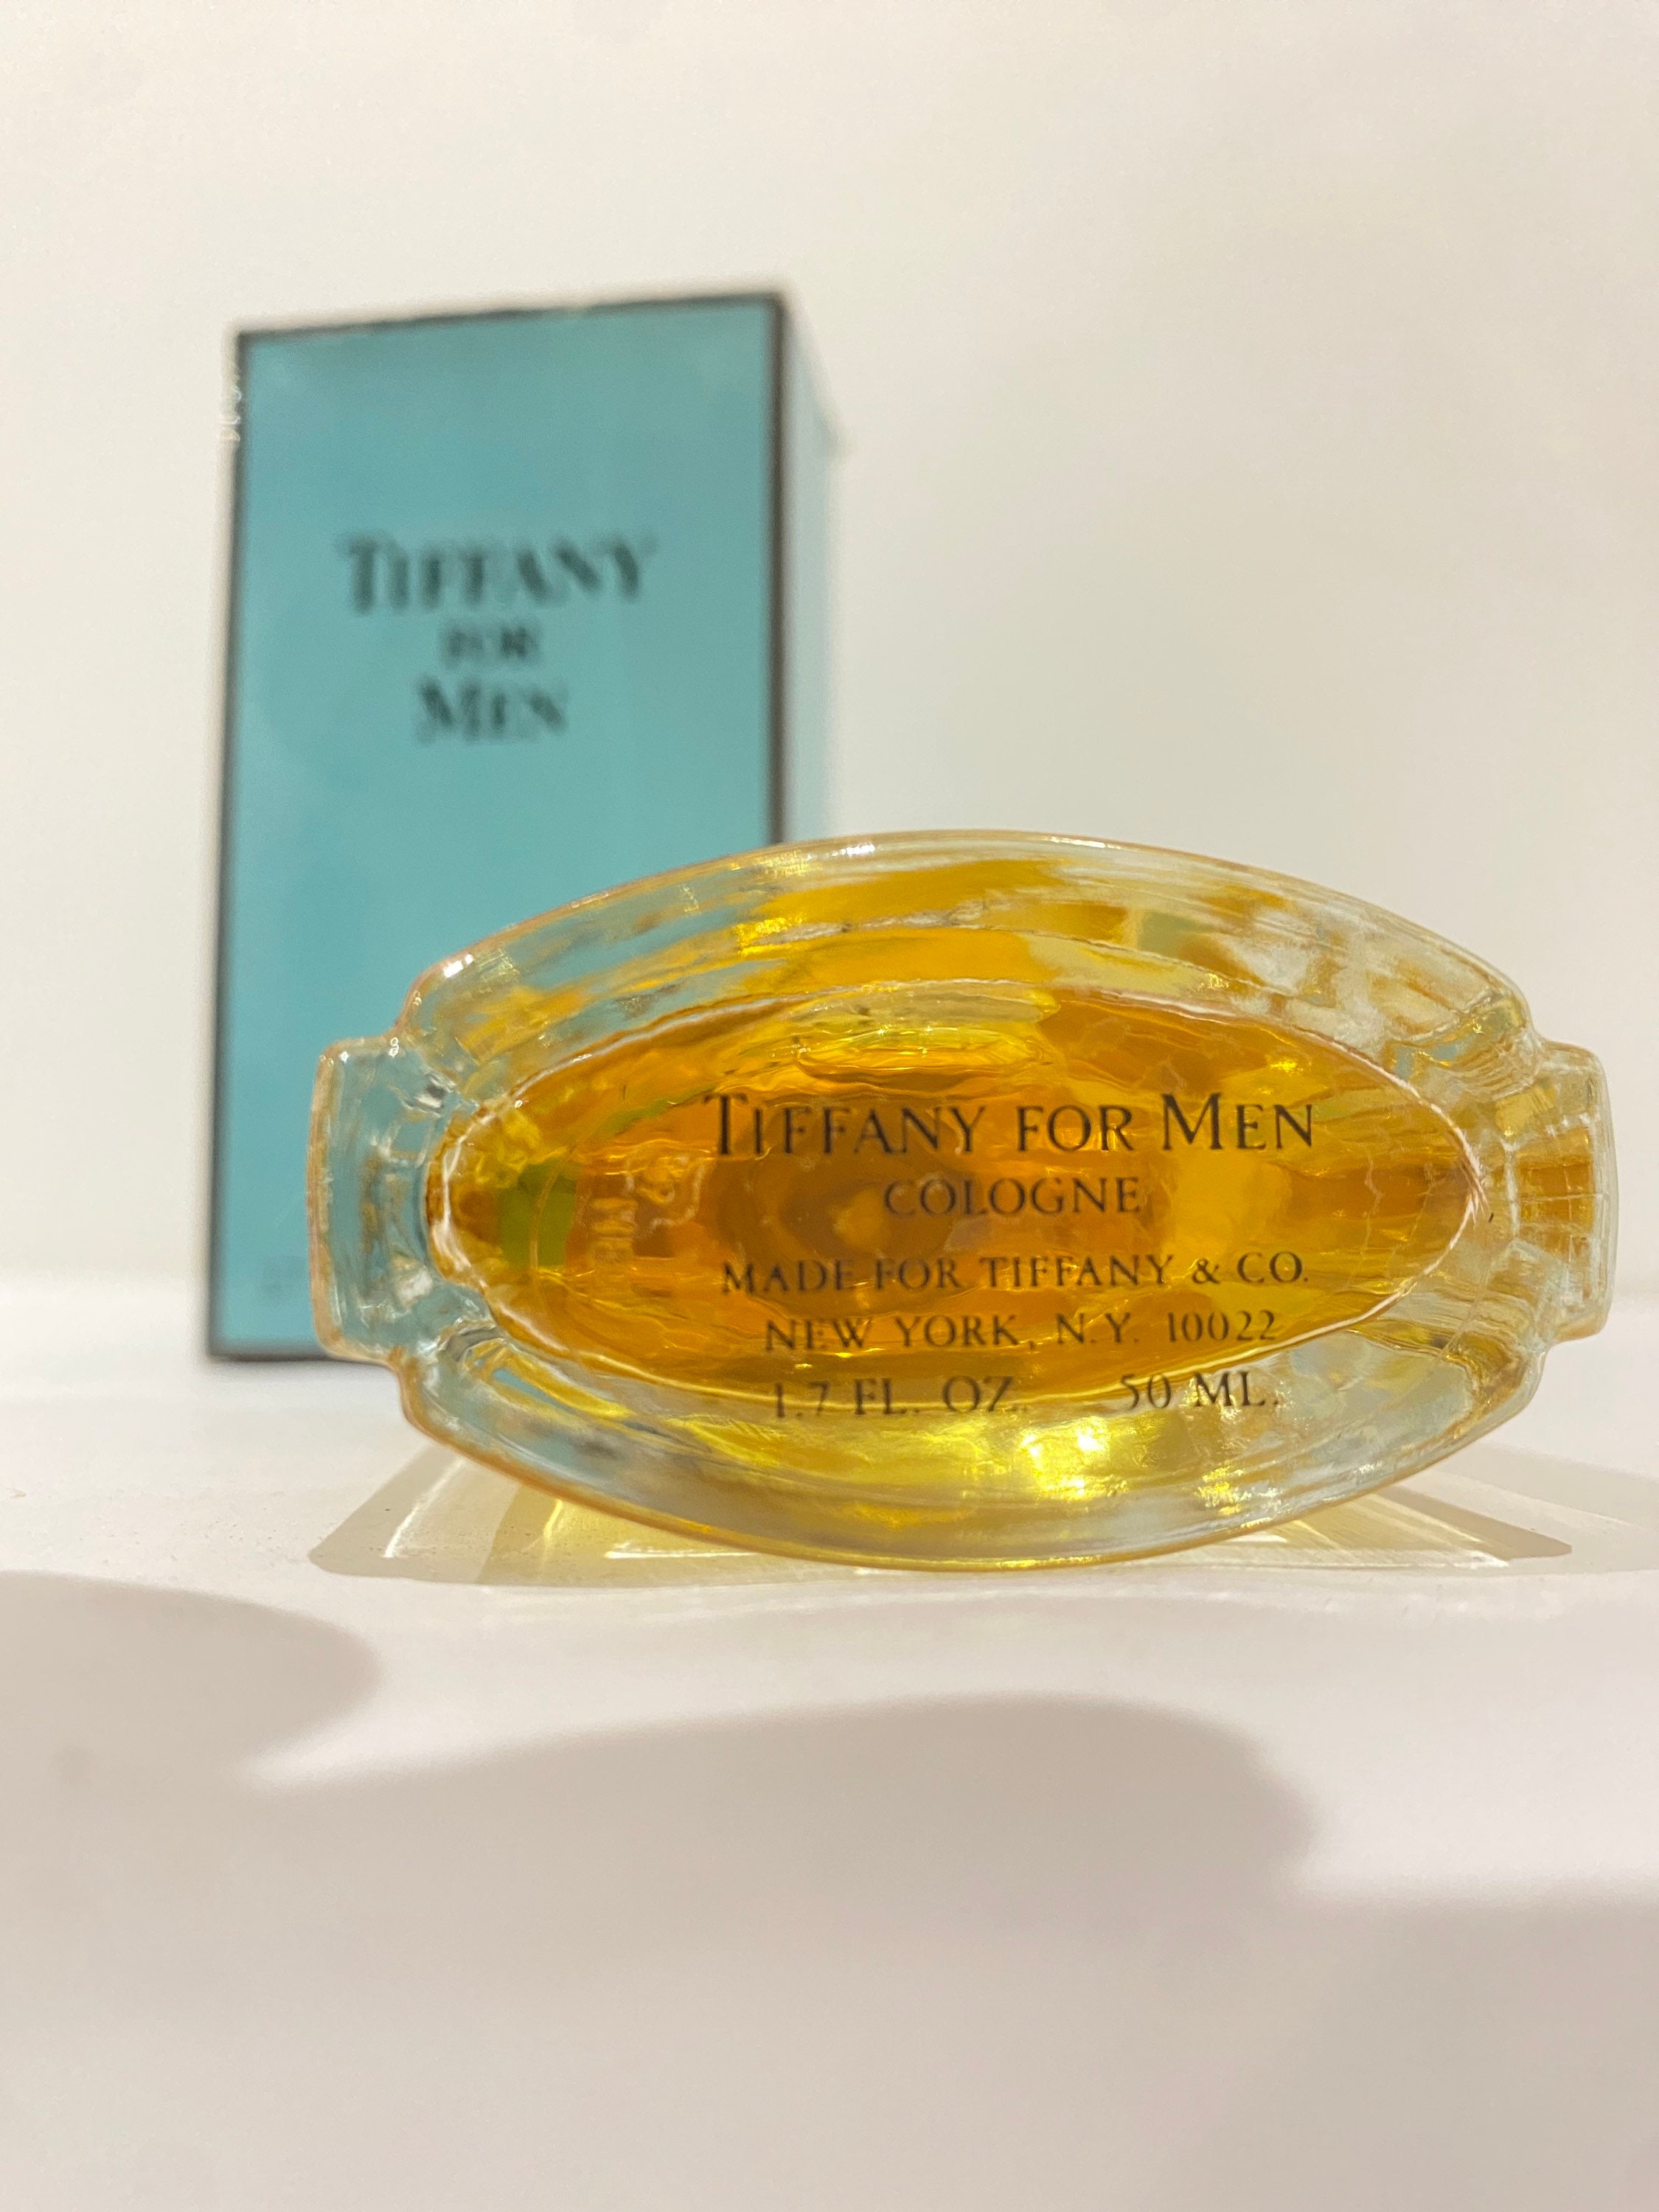 TIFFANY
FOR
MEN
TIFFANY FOR MEN
COLOGNE
MADE FOR TIFFANY & CO.
NEW YORK, N.Y. 10022
1.7 FL. OZ. 50 ML.